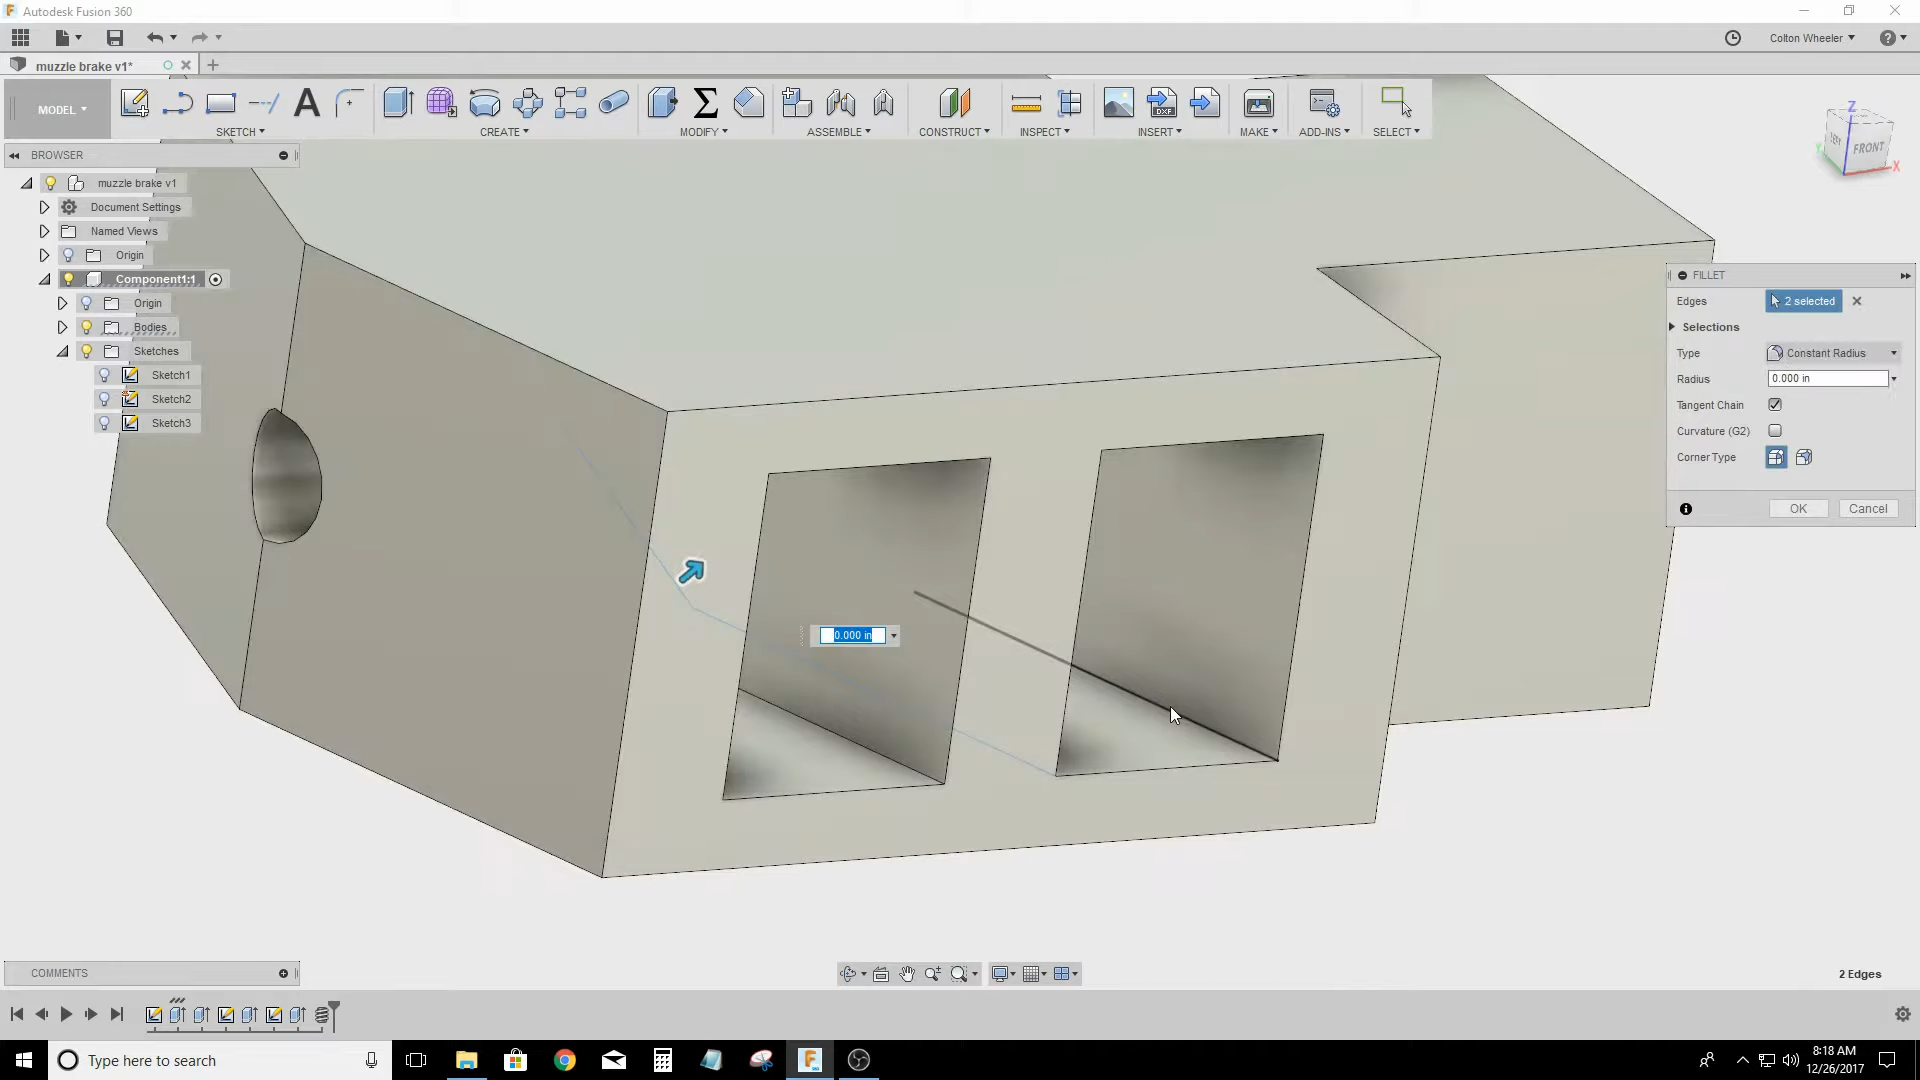 Autodesk Fusion 360
Colton Wheeler
muzzle brake v1*
MODEL
SKETCH
CREATE
MODIFY
ASSEMBLE
CONSTRUCT
INSPECT
INSERT
MAKE
ADD-INS
SELECT
BROWSER
muzzle brake v1
Document Settings
Named Views
Origin
Component1:1
Origin
Bodies
Sketches
Sketch1
Sketch2
Sketch3
Z
LEFT
FRONT
Y
X
FILLET
Edges
2 selected
Selections
Type
Constant Radius
Radius
0.000 in
Tangent Chain
Curvature (G2)
Corner Type
OK
Cancel
0.000 in
COMMENTS
2 Edges
Type here to search
8:18 AM
12/26/2017